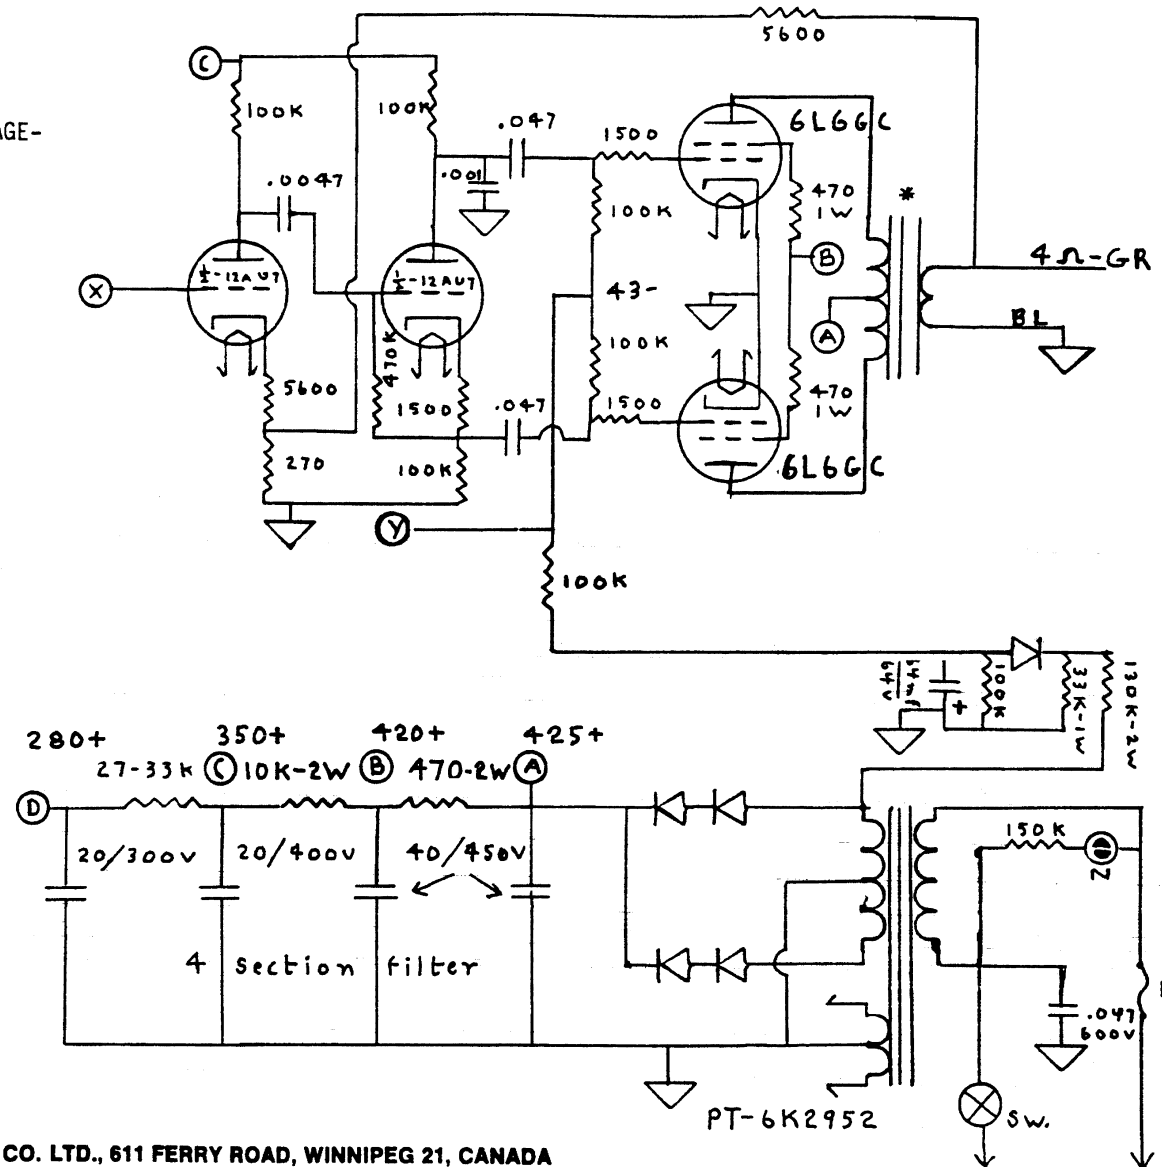 5600
C
100K
100K
AGE-
.047
1500
6L6GC
.0047
.001
100K
470
1W
*
½-12AU7
½-12AU7
X
B
4Ω-GR
43-
A
BL
470K
100K
5600
1500
.047
1500
470
1W
270
100K
6L6GC
Y
100K
100K
33K-1W
130K-2W
+
280+
350+
420+
425+
27-33K
C
10K-2W
B
470-2W
A
D
20/300V
20/400V
40/450V
150K
N
4 section filter
.047
600V
PT-6K2952
SW.
CO. LTD., 611 FERRY ROAD, WINNIPEG 21, CANADA